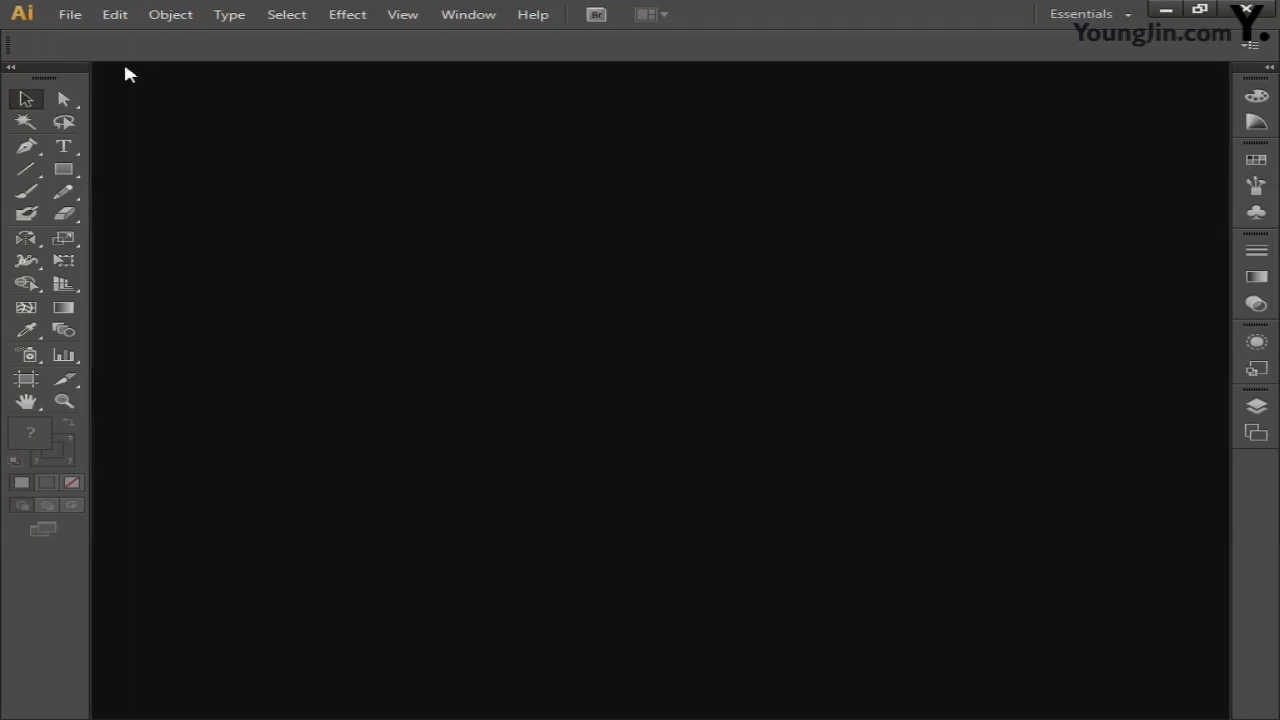 Ai File Edit Object Type Select Effect View Window Help Br Essentials
YoungJin.com Y.
T
?
?
? ?